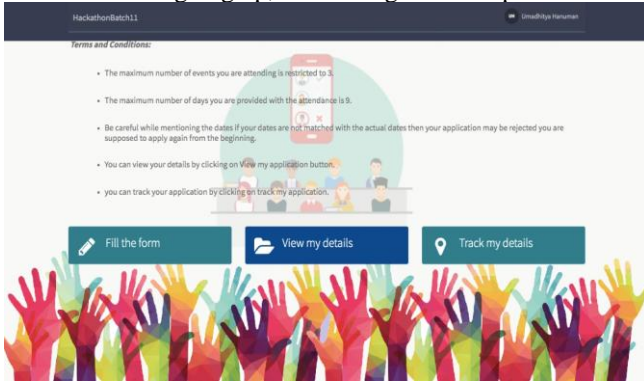 HackathonBatch11
UH Umadhitya Hanuman
Terms and Conditions:
• The maximum number of events you are attending is restricted to 3.
• The maximum number of days you are provided with the attendance is 9.
• Be careful while mentioning the dates if your dates are not matched with the actual dates then your application may be rejected you are
supposed to apply again from the beginning.
• You can view your details by clicking on View my application button.
• you can track your application by clicking on track my application.
Fill the form
View my details
Track my details